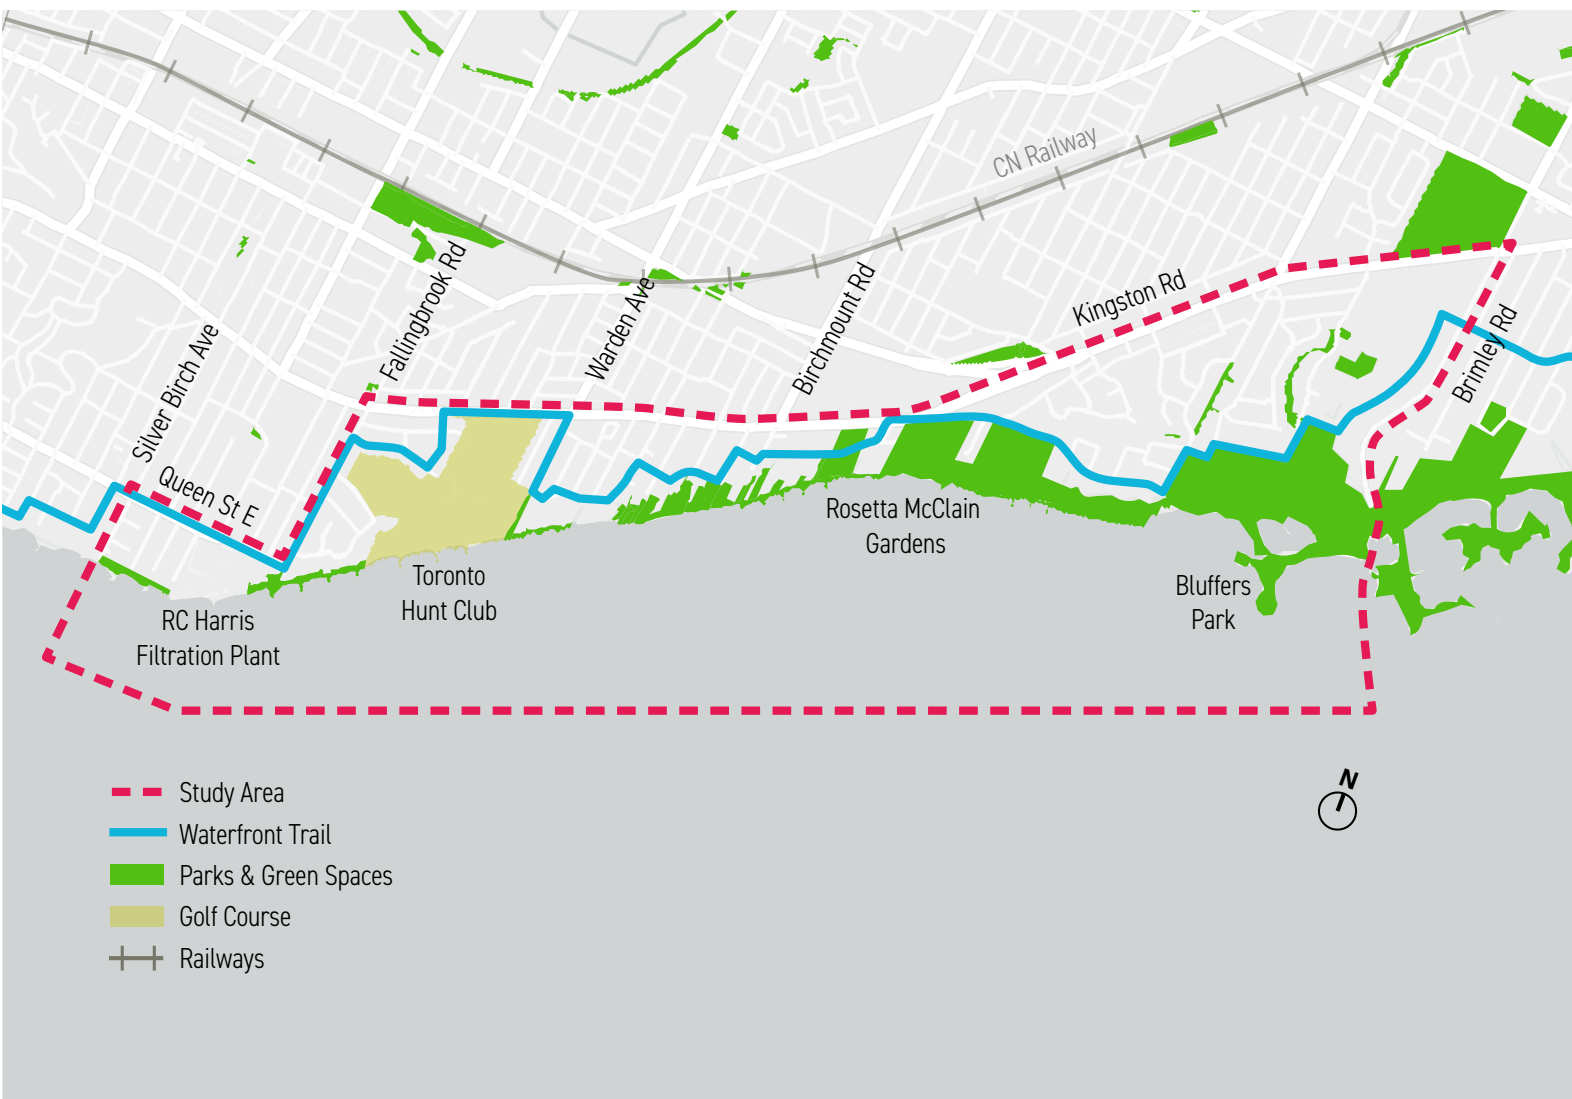 CN Railway
Fallingbrook Rd
Warden Ave
Birchmount Rd
Kingston Rd
Silver Birch Ave
Brimley Rd
Queen St E
Rosetta McClain
Gardens
Toronto
Hunt Club
Bluffers
Park
RC Harris
Filtration Plant
N
Study Area
Waterfront Trail
Parks & Green Spaces
Golf Course
Railways